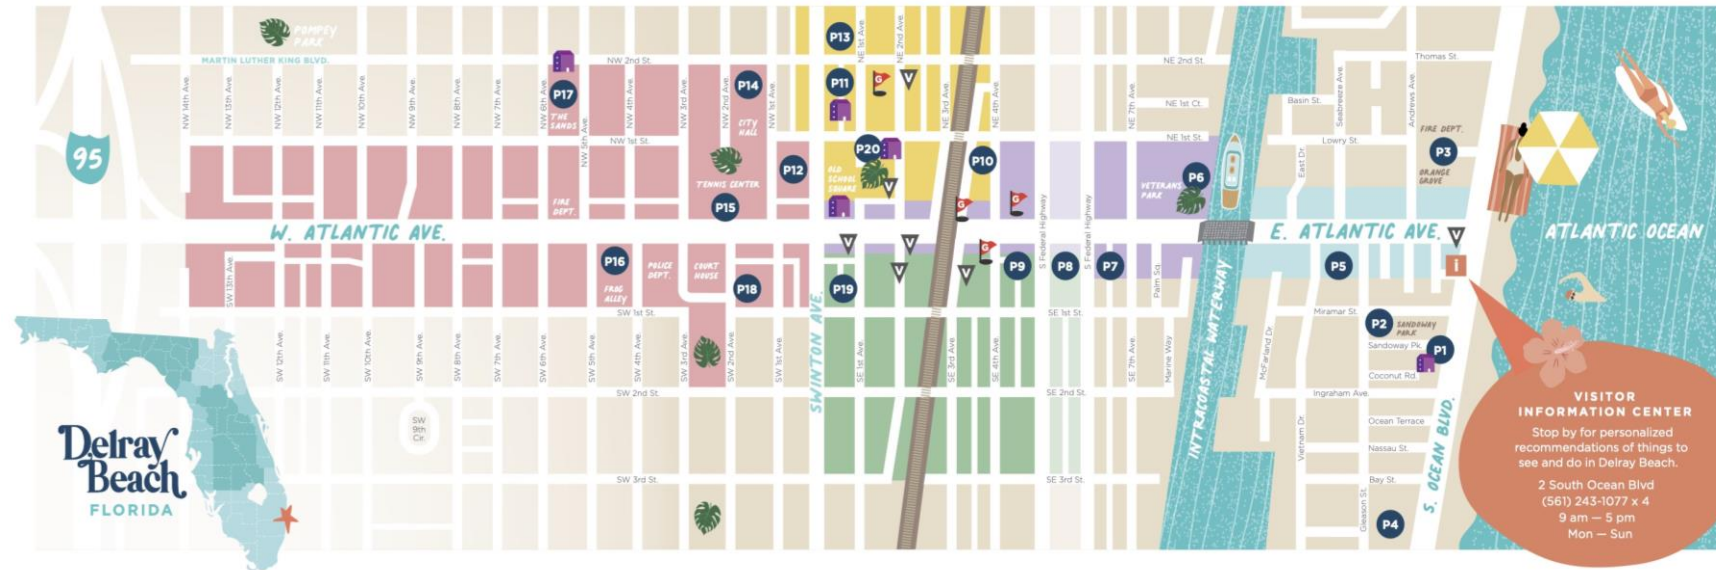 POMPEY
PARK
MARTIN LUTHER KING BLVD.
NW 2nd St.
NE 2nd St.
Thomas St.
P13
NE 1st Ave.
NE 2nd Ave.
95
NW 14th Ave.
NW 13th Ave.
NW 12th Ave.
NW 11th Ave.
NW 10th Ave.
NW 9th Ave.
NW 8th Ave.
NW 7th Ave.
NW 6th Ave.
P17
THE
SANDS
NW 5th Ave.
NW 4th Ave.
NW 3rd Ave.
NW 2nd Ave.
P14
CITY
HALL
NW 1st Ave.
P11
G
V
NE 3rd Ave.
NE 4th Ave.
NE 7th Ave.
NE 1st Ct.
Basin St.
Seabreeze Ave.
Andrews Ave.
NW 1st St.
NE 1st St.
Lowry St.
FIRE DEPT.
P3
ORANGE
GROVE
TENNIS CENTER
P12
P15
P20
OLD
SCHOOL
SQUARE
V
P10
G
G
VETERANS
PARK
P6
East Dr.
FIRE
DEPT.
W. ATLANTIC AVE.
E. ATLANTIC AVE.
ATLANTIC OCEAN
V
V
V
V
V
G
i
SW 13th Ave.
P16
FROG
ALLEY
POLICE
DEPT.
COURT
HOUSE
P18
P19
P9
S Federal Highway
P8
S Federal Highway
P7
Palm Sq.
P5
SW 1st St.
SE 1st St.
Miramar St.
SWINTON AVE.
INTRACOASTAL WATERWAY
SW 12th Ave.
SW 11th Ave.
SW 10th Ave.
SW 9th Ave.
SW 8th Ave.
SW 7th Ave.
SW 6th Ave.
SW 5th Ave.
SW 4th Ave.
SW 3rd Ave.
SW 2nd Ave.
SW 1st Ave.
SE 1st Ave.
SE 3rd Ave.
SE 4th Ave.
SE 7th Ave.
Marine Way
McFarland Dr
P2
SANDOWAY
PARK
Sandoway Pk.
P1
Coconut Rd.
SW 2nd St.
SE 2nd St.
Ingraham Ave.
SW
9th
Cir.
Vietnam Dr.
Ocean Terrace
Nassau St.
SW 3rd St.
SE 3rd St.
Bay St.
Gleason St.
P4
S. OCEAN BLVD.
Delray
Beach
FLORIDA
VISITOR
INFORMATION CENTER
Stop by for personalized
recommendations of things to
see and do in Delray Beach.
2 South Ocean Blvd
(561) 243-1077 x 4
9 am — 5 pm
Mon — Sun